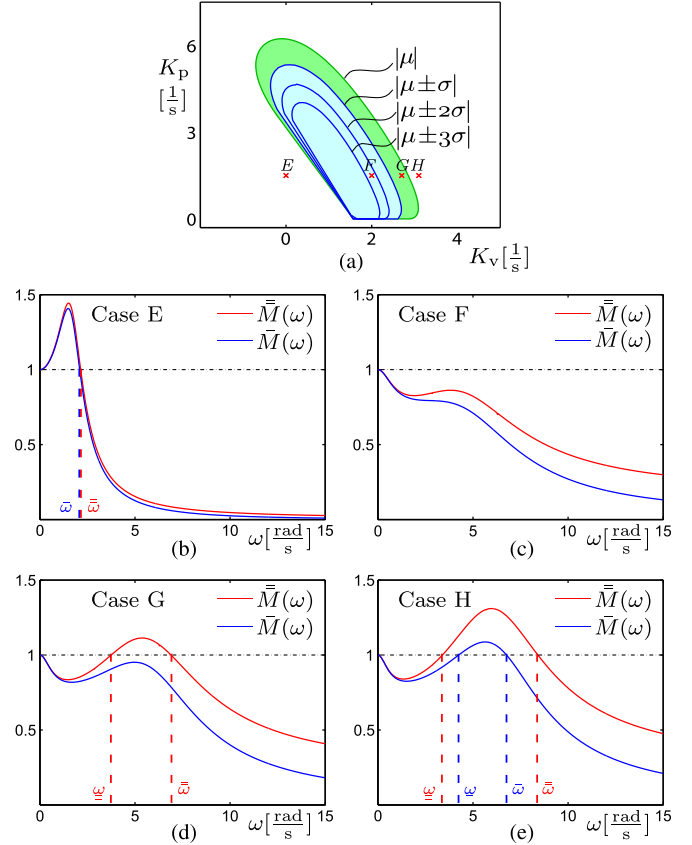 6
K_p
[1/s]
|μ|
|μ±σ|
|μ±2σ|
|μ±3σ|
3
E F G H
0
0 2 4
K_v[1/s]
(a)
1.5
Case E
M̿(ω)
M̄(ω)
1
0.5
ω̄ ω̿
0 5 10 15
ω[rad/s]
(b)
1.5
Case F
M̿(ω)
M̄(ω)
1
0.5
0 5 10 15
ω[rad/s]
(c)
1.5
Case G
M̿(ω)
M̄(ω)
1
0.5
ω̳ ω̿
0 5 10 15
ω[rad/s]
(d)
1.5
Case H
M̿(ω)
M̄(ω)
1
0.5
ω̳ ω̲ ω̄ ω̿
0 5 10 15
ω[rad/s]
(e)